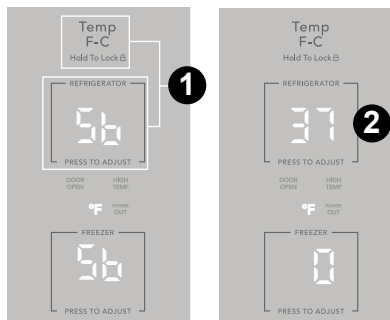 Temp
F-C
Hold To Lock
1
REFRIGERATOR
Sb
PRESS TO ADJUST
DOOR OPEN
HIGH TEMP
°F
POWER OUT
FREEZER
Sb
PRESS TO ADJUST
Temp
F-C
Hold To Lock
REFRIGERATOR
37
2
PRESS TO ADJUST
DOOR OPEN
HIGH TEMP
°F
POWER OUT
FREEZER
0
PRESS TO ADJUST